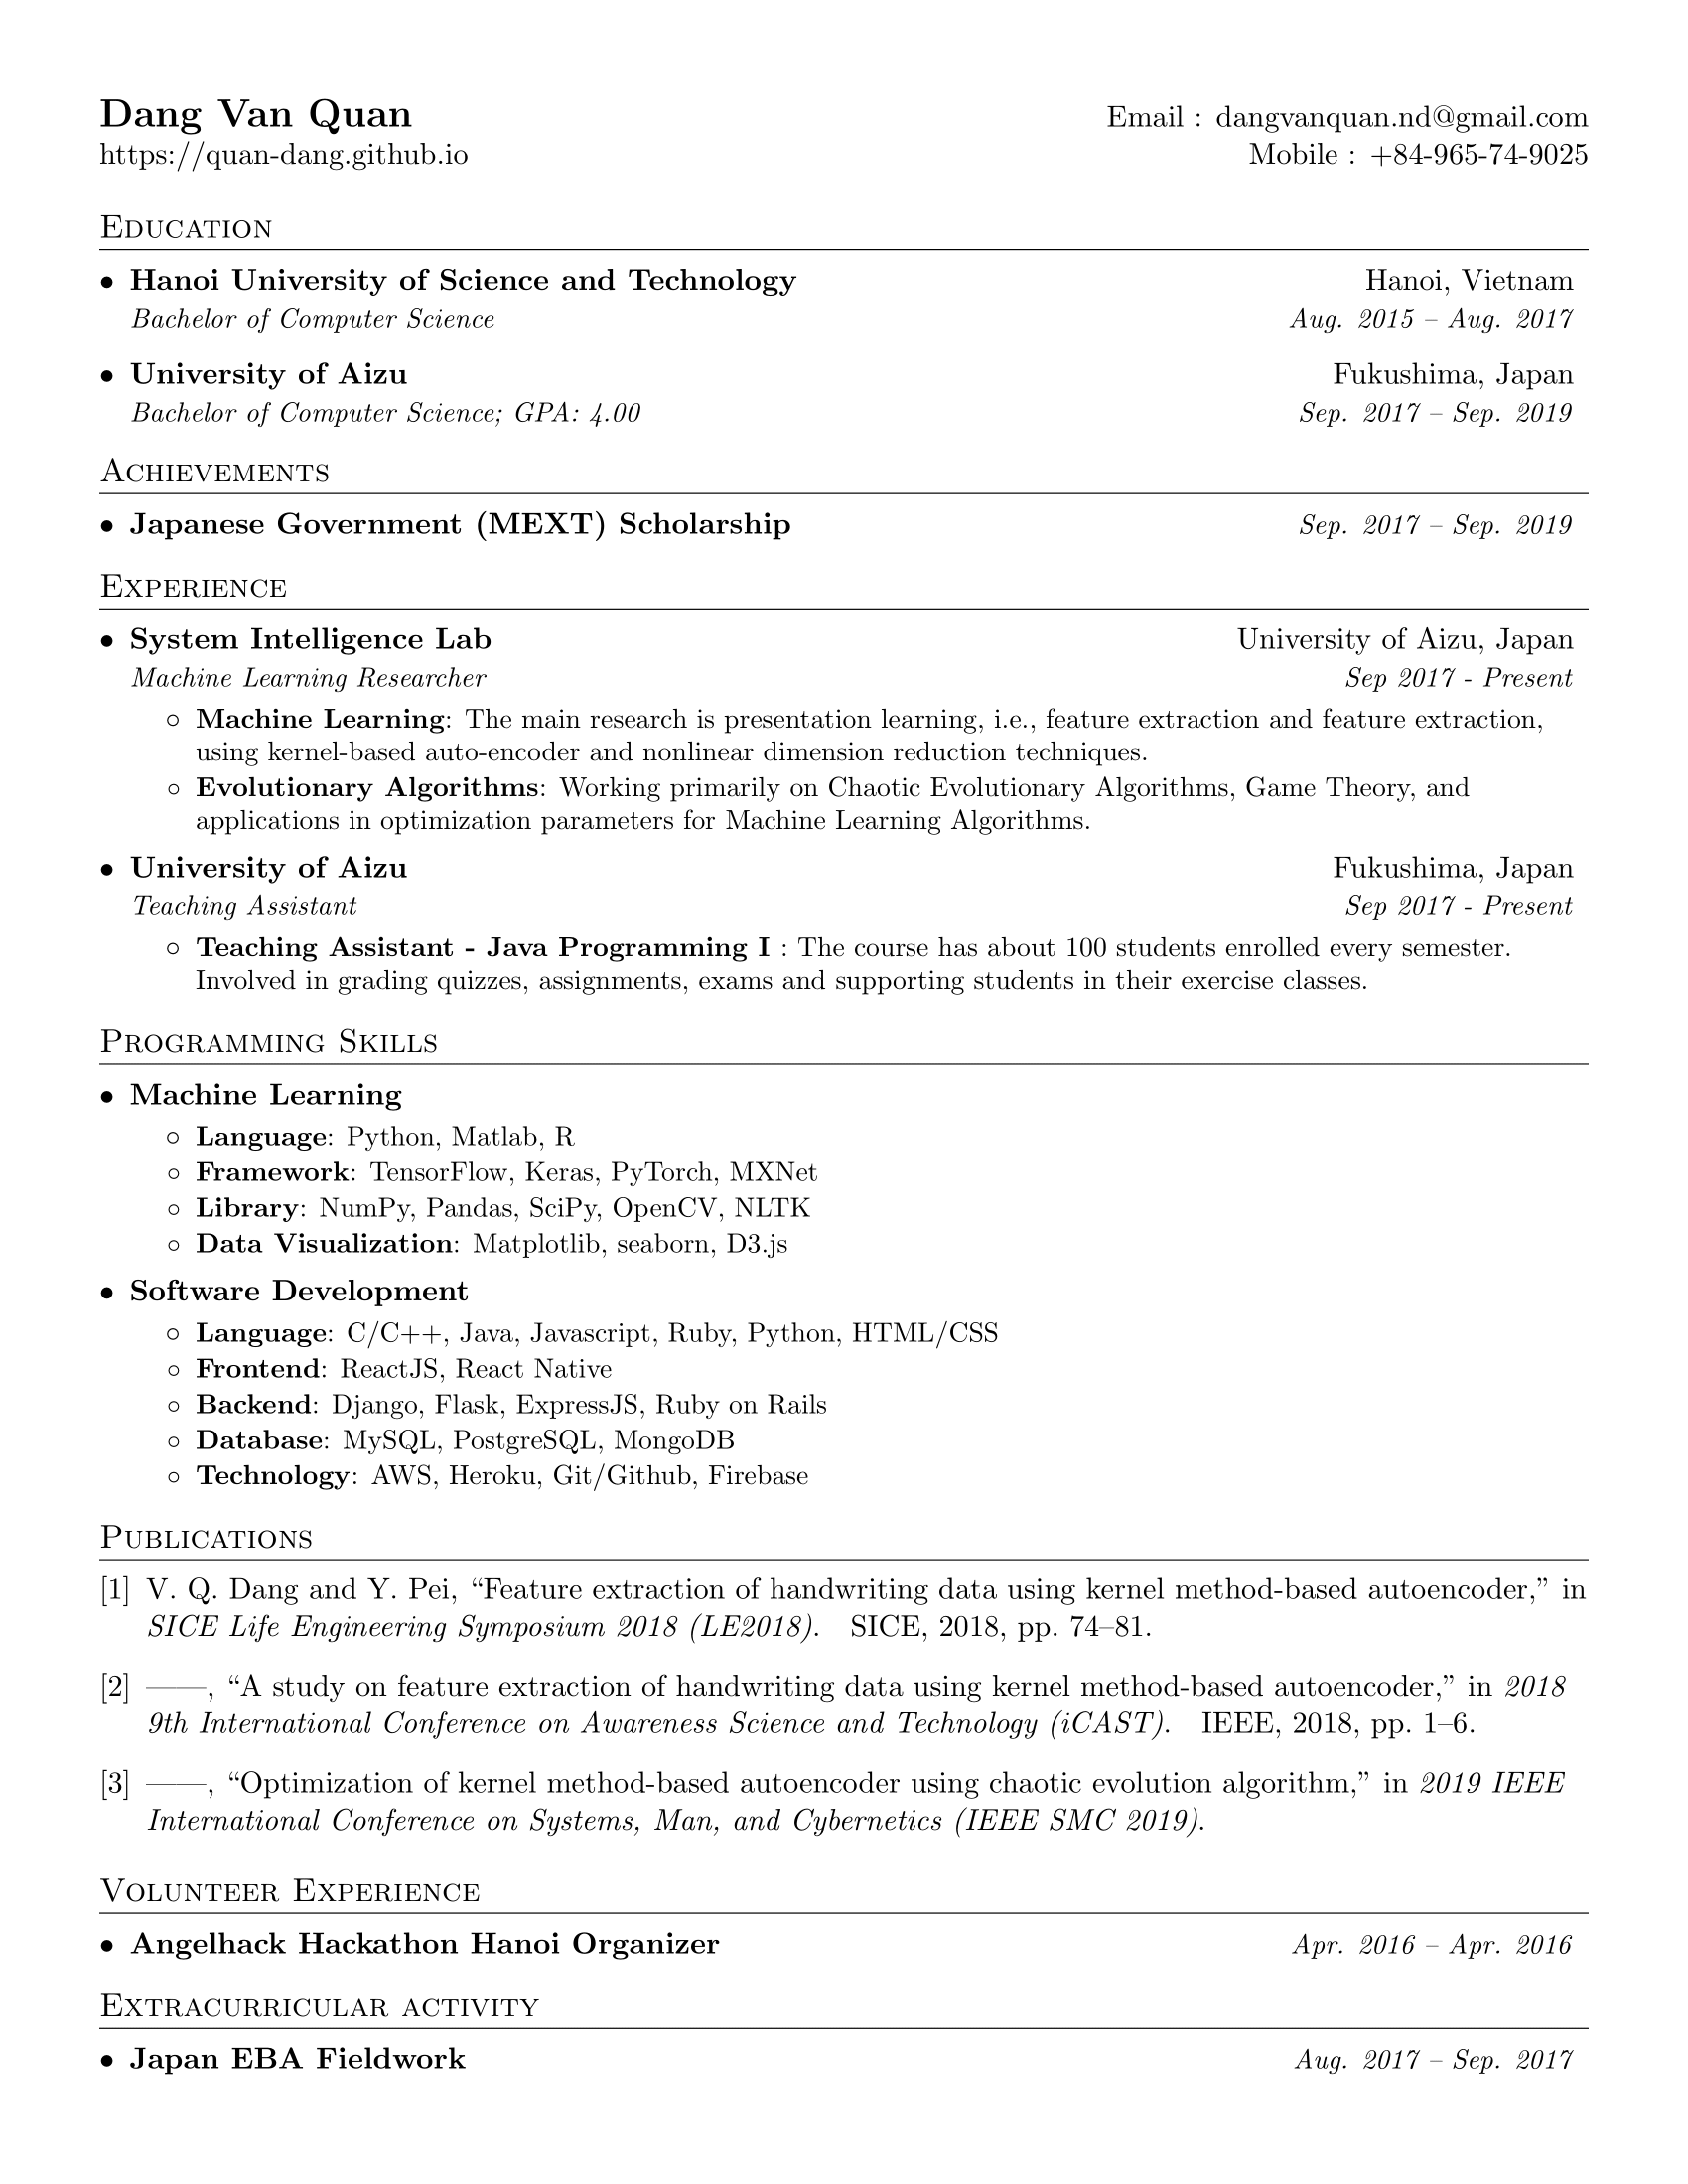 Dang Van Quan
Email : dangvanquan.nd@gmail.com
https://quan-dang.github.io
Mobile : +84-965-74-9025
Education
• Hanoi University of Science and Technology
Hanoi, Vietnam
Bachelor of Computer Science
Aug. 2015 – Aug. 2017
• University of Aizu
Fukushima, Japan
Bachelor of Computer Science; GPA: 4.00
Sep. 2017 – Sep. 2019
Achievements
• Japanese Government (MEXT) Scholarship
Sep. 2017 – Sep. 2019
Experience
• System Intelligence Lab
University of Aizu, Japan
Machine Learning Researcher
Sep 2017 - Present
◦ Machine Learning: The main research is presentation learning, i.e., feature extraction and feature extraction,
using kernel-based auto-encoder and nonlinear dimension reduction techniques.
◦ Evolutionary Algorithms: Working primarily on Chaotic Evolutionary Algorithms, Game Theory, and
applications in optimization parameters for Machine Learning Algorithms.
• University of Aizu
Fukushima, Japan
Teaching Assistant
Sep 2017 - Present
◦ Teaching Assistant - Java Programming I : The course has about 100 students enrolled every semester.
Involved in grading quizzes, assignments, exams and supporting students in their exercise classes.
Programming Skills
• Machine Learning
◦ Language: Python, Matlab, R
◦ Framework: TensorFlow, Keras, PyTorch, MXNet
◦ Library: NumPy, Pandas, SciPy, OpenCV, NLTK
◦ Data Visualization: Matplotlib, seaborn, D3.js
• Software Development
◦ Language: C/C++, Java, Javascript, Ruby, Python, HTML/CSS
◦ Frontend: ReactJS, React Native
◦ Backend: Django, Flask, ExpressJS, Ruby on Rails
◦ Database: MySQL, PostgreSQL, MongoDB
◦ Technology: AWS, Heroku, Git/Github, Firebase
Publications
[1] V. Q. Dang and Y. Pei, “Feature extraction of handwriting data using kernel method-based autoencoder,” in
SICE Life Engineering Symposium 2018 (LE2018). SICE, 2018, pp. 74–81.
[2] ——, “A study on feature extraction of handwriting data using kernel method-based autoencoder,” in 2018
9th International Conference on Awareness Science and Technology (iCAST). IEEE, 2018, pp. 1–6.
[3] ——, “Optimization of kernel method-based autoencoder using chaotic evolution algorithm,” in 2019 IEEE
International Conference on Systems, Man, and Cybernetics (IEEE SMC 2019).
Volunteer Experience
• Angelhack Hackathon Hanoi Organizer
Apr. 2016 – Apr. 2016
Extracurricular activity
• Japan EBA Fieldwork
Aug. 2017 – Sep. 2017